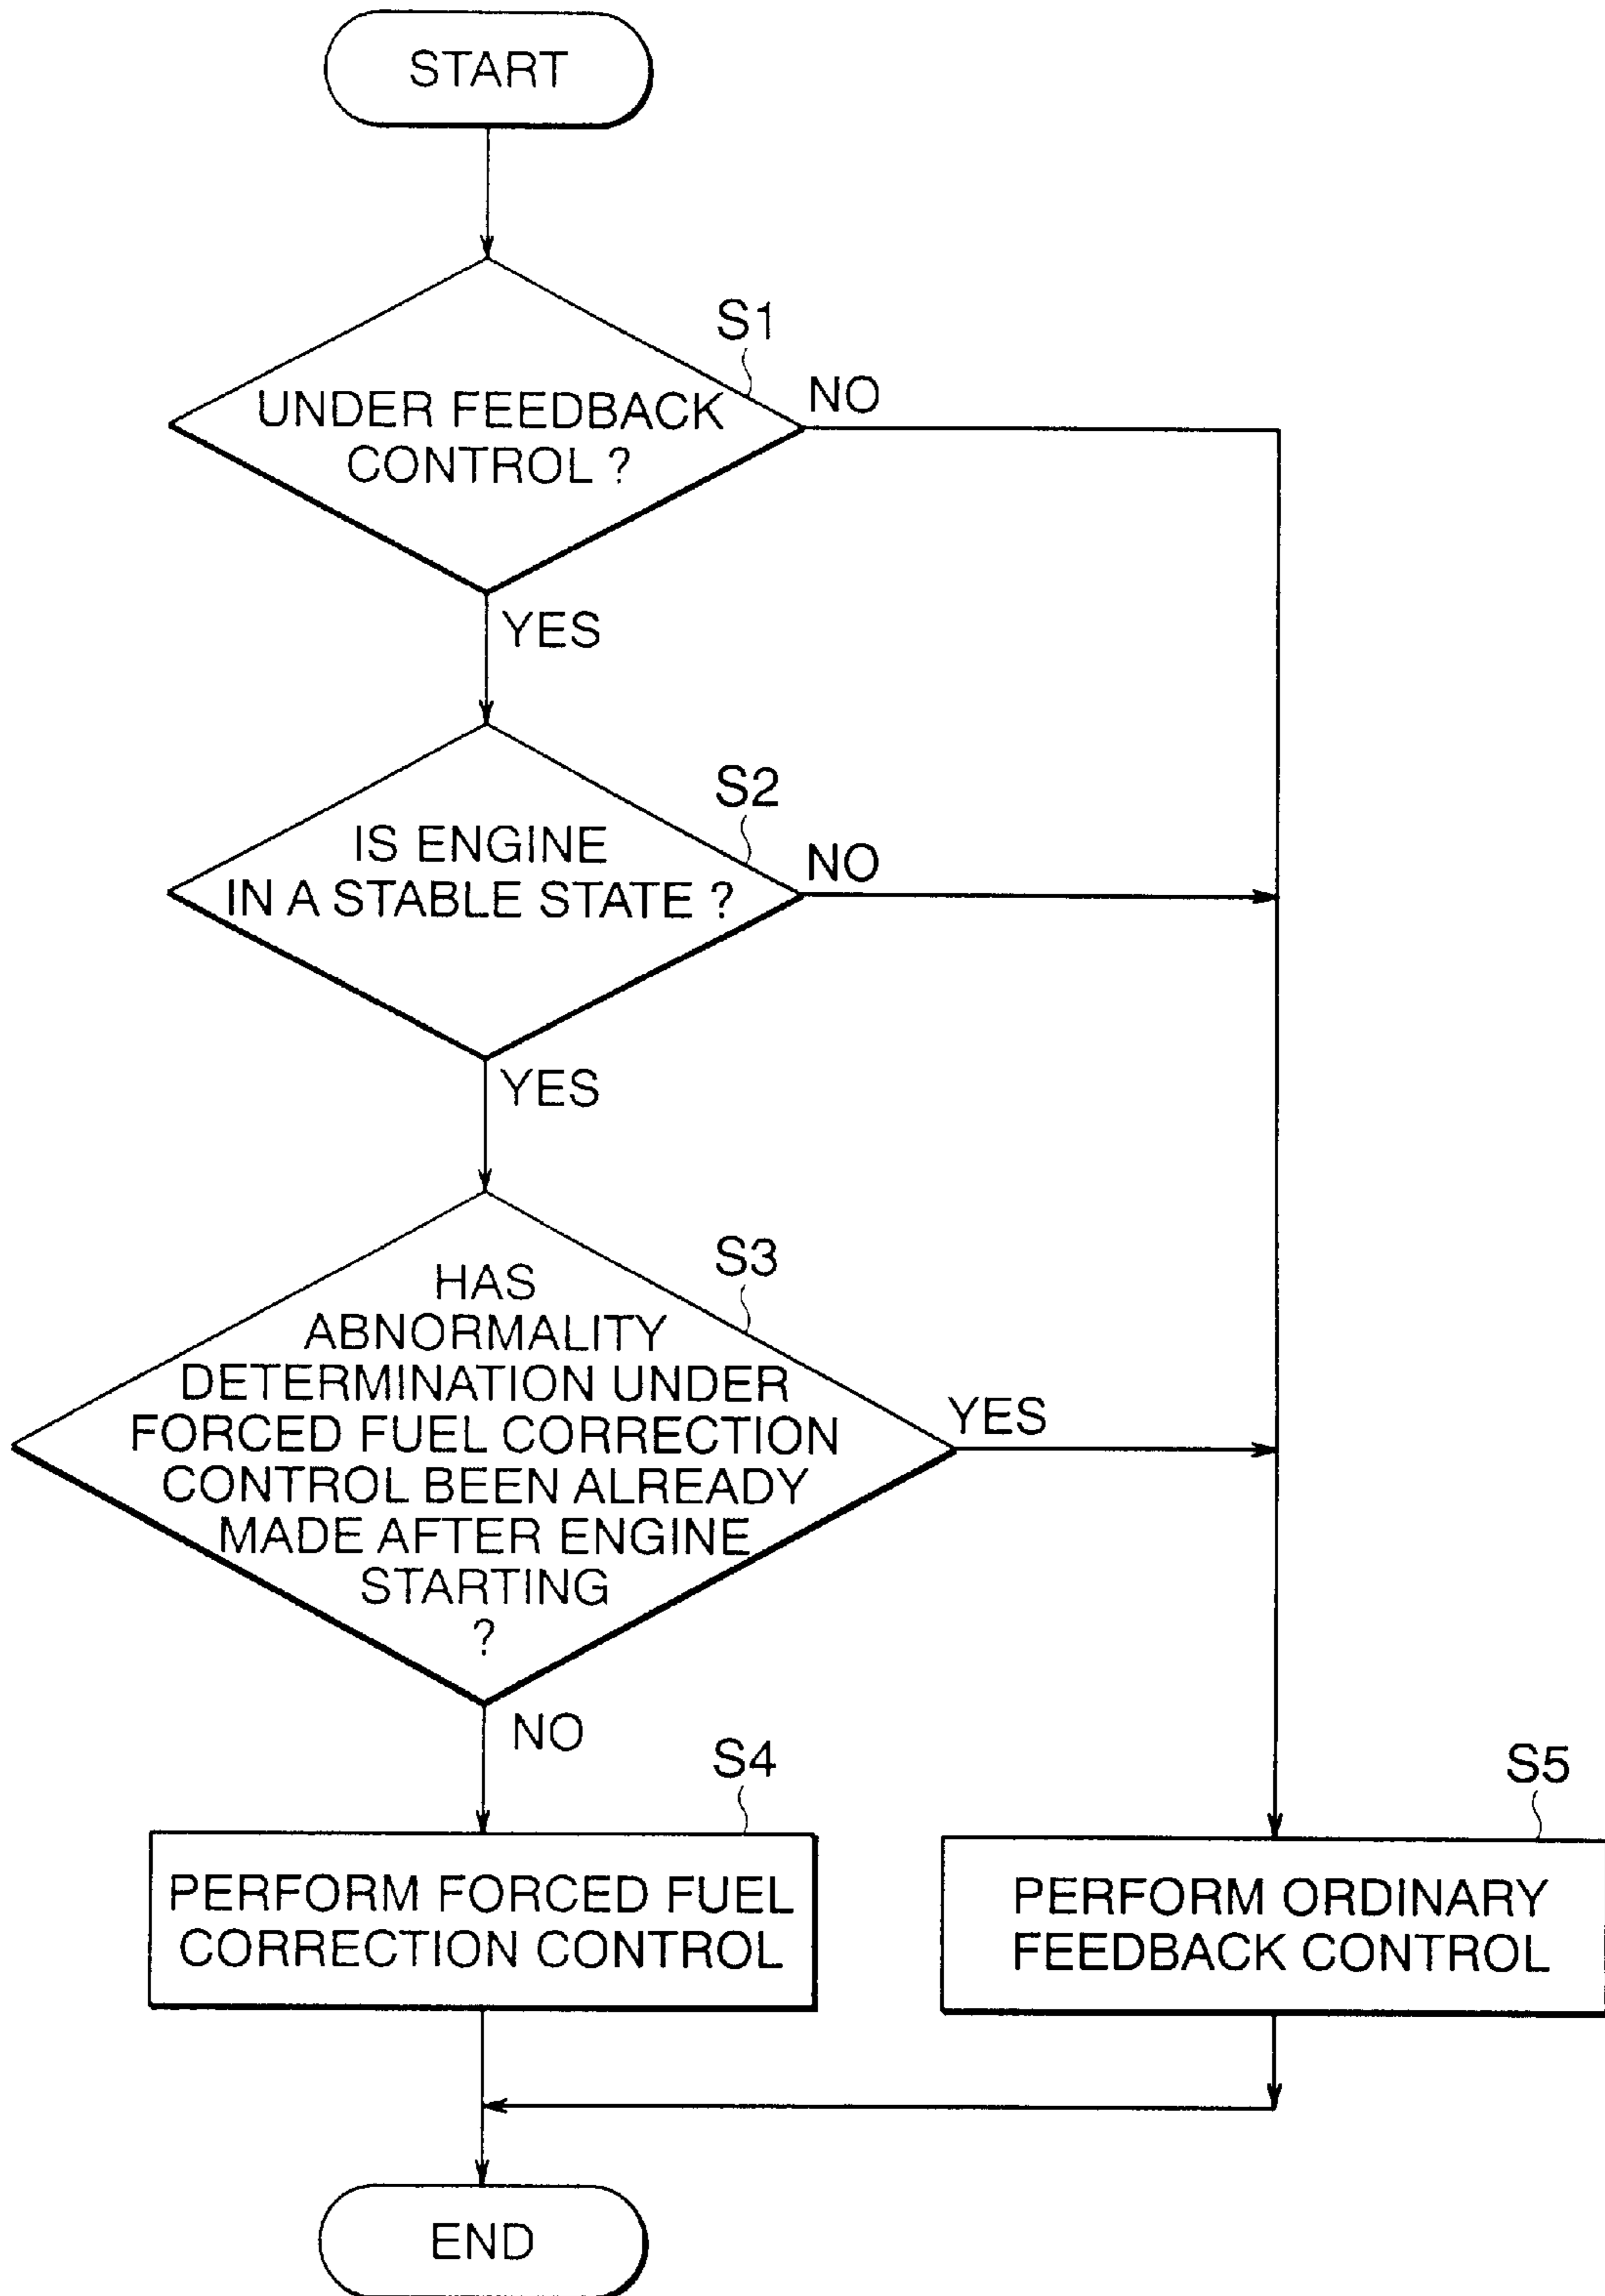 START
S1
UNDER FEEDBACK
CONTROL ?
NO
YES
S2
IS ENGINE
IN A STABLE STATE ?
NO
YES
S3
HAS
ABNORMALITY
DETERMINATION UNDER
FORCED FUEL CORRECTION
CONTROL BEEN ALREADY
MADE AFTER ENGINE
STARTING
?
YES
NO
S4
PERFORM FORCED FUEL
CORRECTION CONTROL
S5
PERFORM ORDINARY
FEEDBACK CONTROL
END